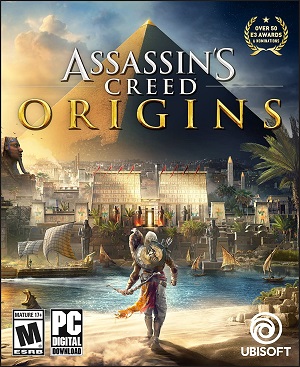 OVER 50
E3 AWARDS
& NOMINATIONS
ASSASSIN'S
CREED
ORIGINS
MATURE 17+
M
ESRB
PC
DIGITAL
DOWNLOAD
UBISOFT